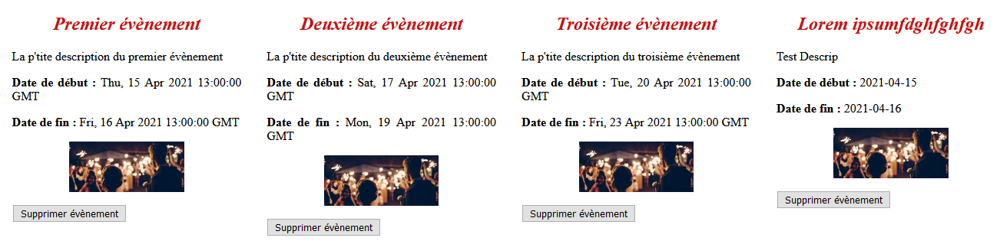 Premier évènement
La p'tite description du premier évènement
Date de début : Thu, 15 Apr 2021 13:00:00
GMT
Date de fin : Fri, 16 Apr 2021 13:00:00 GMT
Supprimer évènement
Deuxième évènement
La p'tite description du deuxième évènement
Date de début : Sat, 17 Apr 2021 13:00:00
GMT
Date de fin : Mon, 19 Apr 2021 13:00:00
GMT
Supprimer évènement
Troisième évènement
La p'tite description du troisième évènement
Date de début : Tue, 20 Apr 2021 13:00:00
GMT
Date de fin : Fri, 23 Apr 2021 13:00:00 GMT
Supprimer évènement
Lorem ipsumfdghfghfgh
Test Descrip
Date de début : 2021-04-15
Date de fin : 2021-04-16
Supprimer évènement